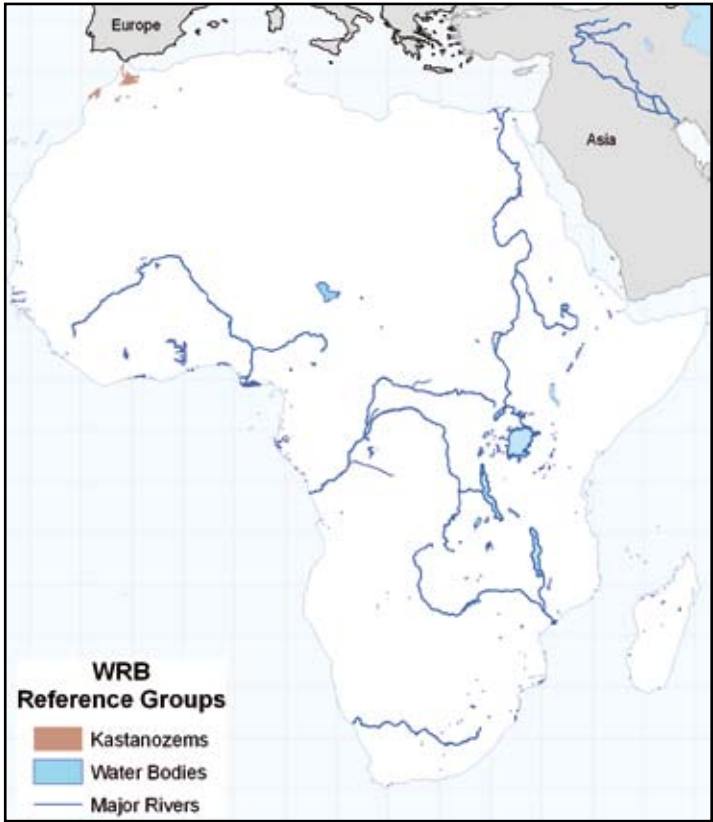 Europe
Asia
WRB
Reference Groups
Kastanozems
Water Bodies
Major Rivers